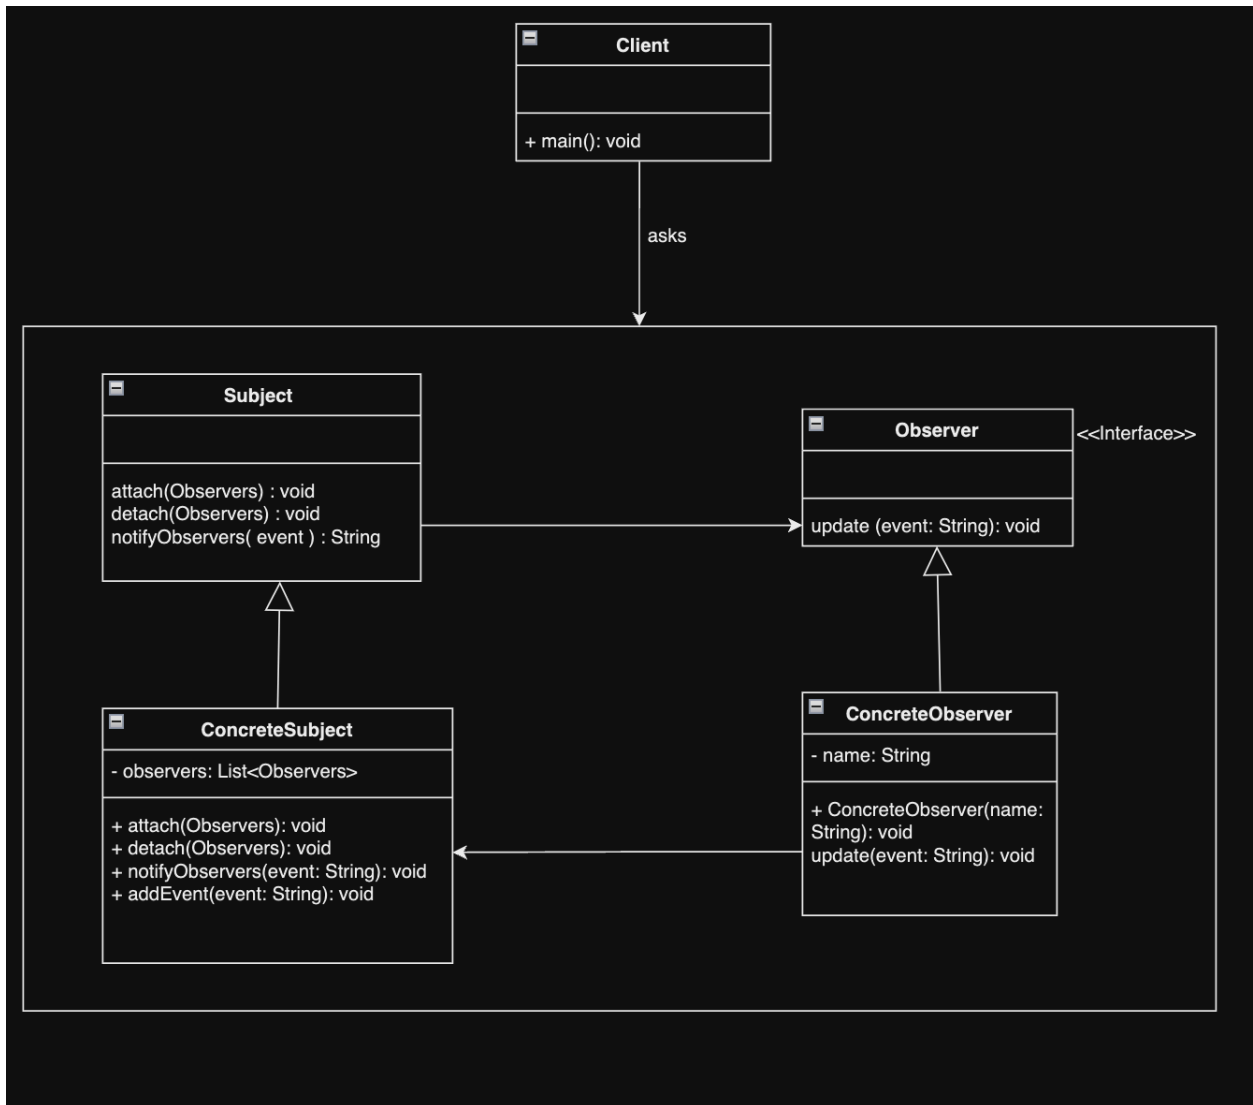 Client
+ main(): void
asks
Subject
attach(Observers) : void
detach(Observers) : void
notifyObservers( event ) : String
Observer
<<Interface>>
update (event: String): void
ConcreteSubject
- observers: List<Observers>
+ attach(Observers): void
+ detach(Observers): void
+ notifyObservers(event: String): void
+ addEvent(event: String): void
ConcreteObserver
- name: String
+ ConcreteObserver(name:
String): void
update(event: String): void